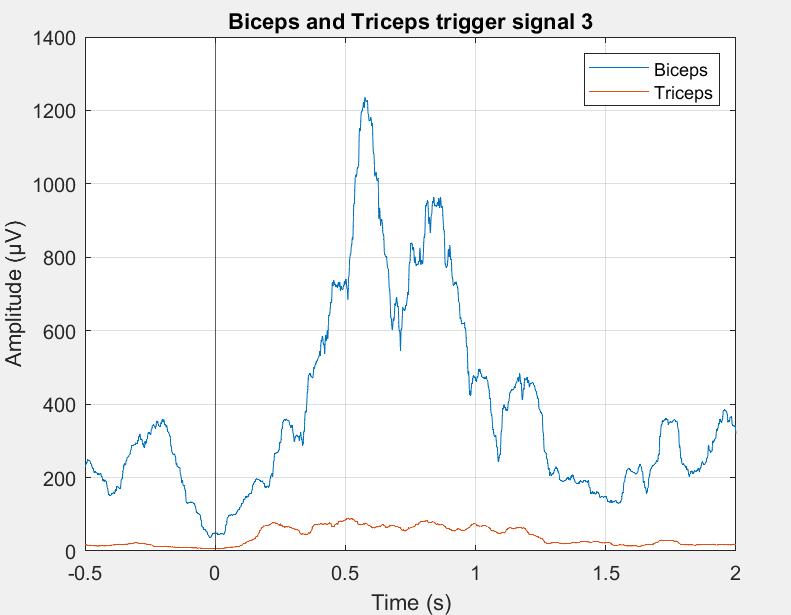 Biceps and Triceps trigger signal 3
1400
1200
1000
800
600
400
200
0
Amplitude (µV)
Biceps
Triceps
-0.5
0
0.5
1
1.5
2
Time (s)